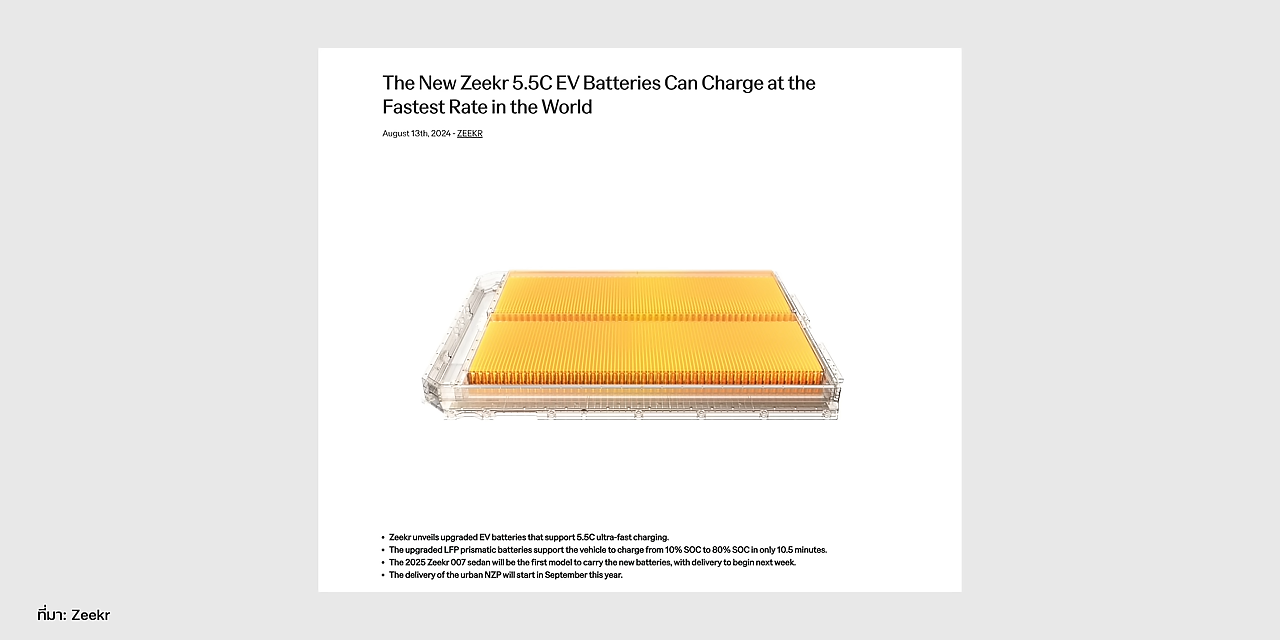 The New Zeekr 5.5C EV Batteries Can Charge at the
Fastest Rate in the World
August 13th, 2024 - ZEEKR
• Zeekr unveils upgraded EV batteries that support 5.5C ultra-fast charging.
• The upgraded LFP prismatic batteries support the vehicle to charge from 10% SOC to 80% SOC in only 10.5 minutes.
• The 2025 Zeekr 007 sedan will be the first model to carry the new batteries, with delivery to begin next week.
• The delivery of the urban NZP will start in September this year.
ที่มา: Zeekr